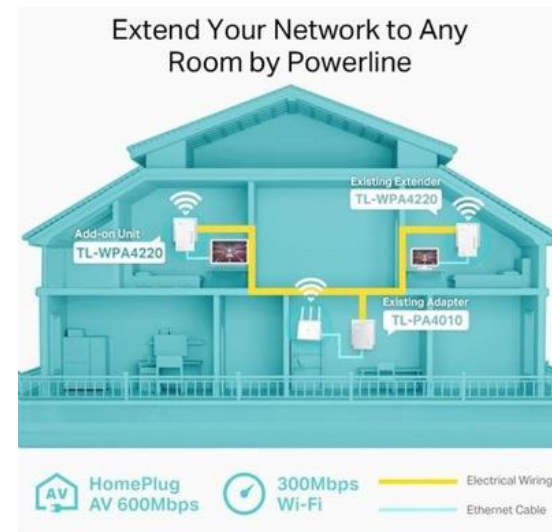 Extend Your Network to Any
Room by Powerline
Existing Extender
TL-WPA4220
Add-on Unit
TL-WPA4220
Existing Adapter
TL-PA4010
AV
HomePlug
AV 600Mbps
300Mbps
Wi-Fi
Electrical Wiring
Ethernet Cable